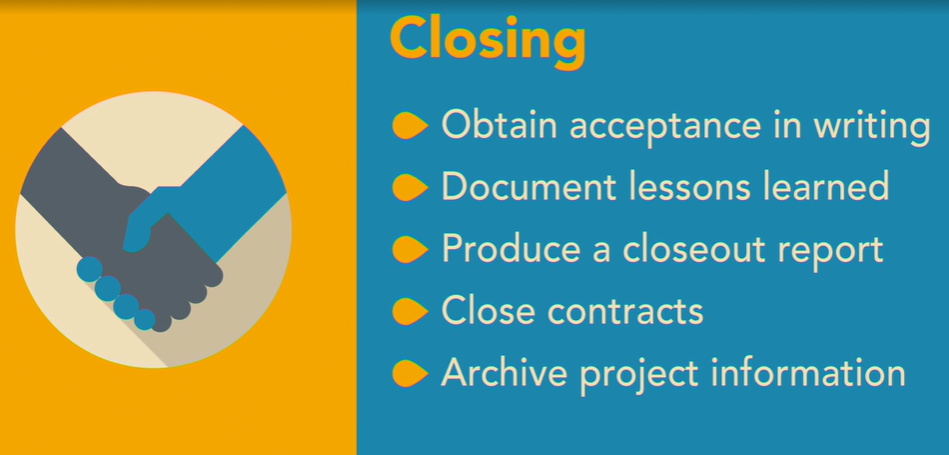 Closing
Obtain acceptance in writing
Document lessons learned
Produce a closeout report
Close contracts
Archive project information